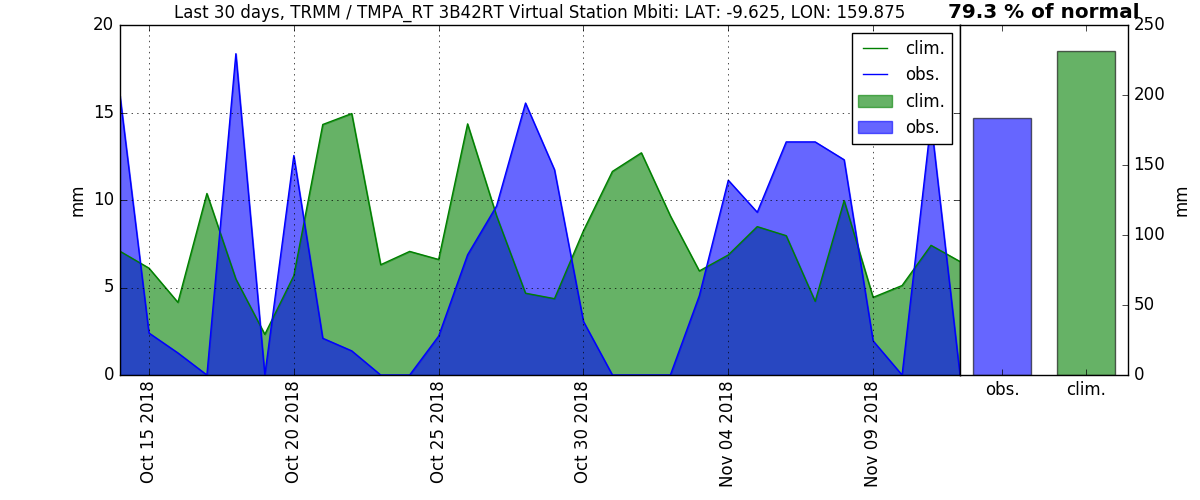 Last 30 days, TRMM / TMPA_RT 3B42RT Virtual Station Mbiti: LAT: -9.625, LON: 159.875
79.3 % of normal
20
15
10
5
0
mm
clim.
obs.
clim.
obs.
Oct 15 2018
Oct 20 2018
Oct 25 2018
Oct 30 2018
Nov 04 2018
Nov 09 2018
250
200
150
100
50
0
mm
obs.
clim.